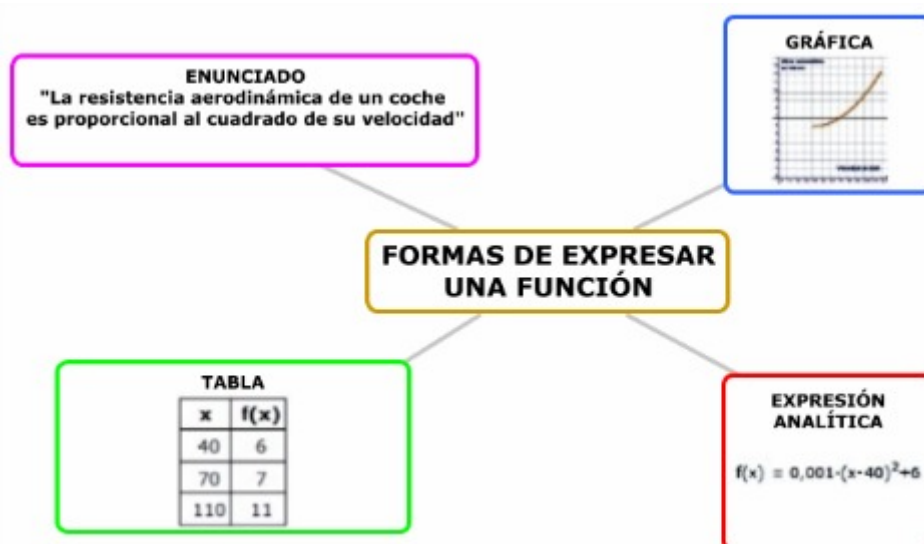 ENUNCIADO
"La resistencia aerodinámica de un coche
es proporcional al cuadrado de su velocidad"
GRÁFICA
FORMAS DE EXPRESAR
UNA FUNCIÓN
TABLA
x f(x)
40 6
70 7
110 11
EXPRESIÓN
ANALÍTICA
f(x) = 0,001·(x-40)²+6